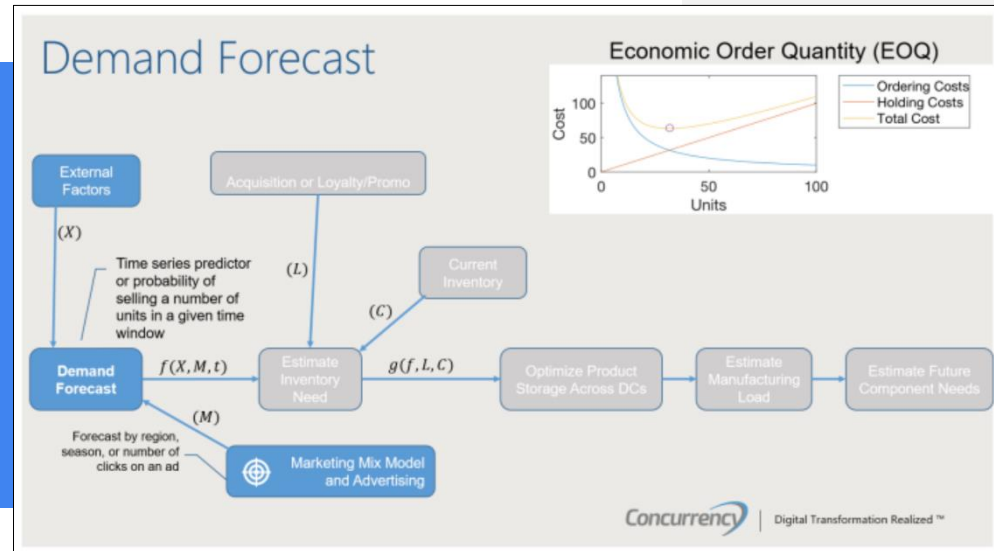 Demand Forecast
Economic Order Quantity (EOQ)
Cost
100
50
0
0
50
100
Units
Ordering Costs
Holding Costs
Total Cost
External
Factors
Acquisition or Loyalty/Promo
(X)
Time series predictor
or probability of
selling a number of
units in a given time
window
(L)
Current
Inventory
(C)
Demand
Forecast
f(X,M,t)
Estimate
Inventory
Need
g(f,L,C)
Optimize Product
Storage Across DCs
Estimate
Manufacturing
Load
Estimate Future
Component Needs
(M)
Forecast by region,
season, or number of
clicks on an ad
Marketing Mix Model
and Advertising
Concurrency
Digital Transformation Realized ™